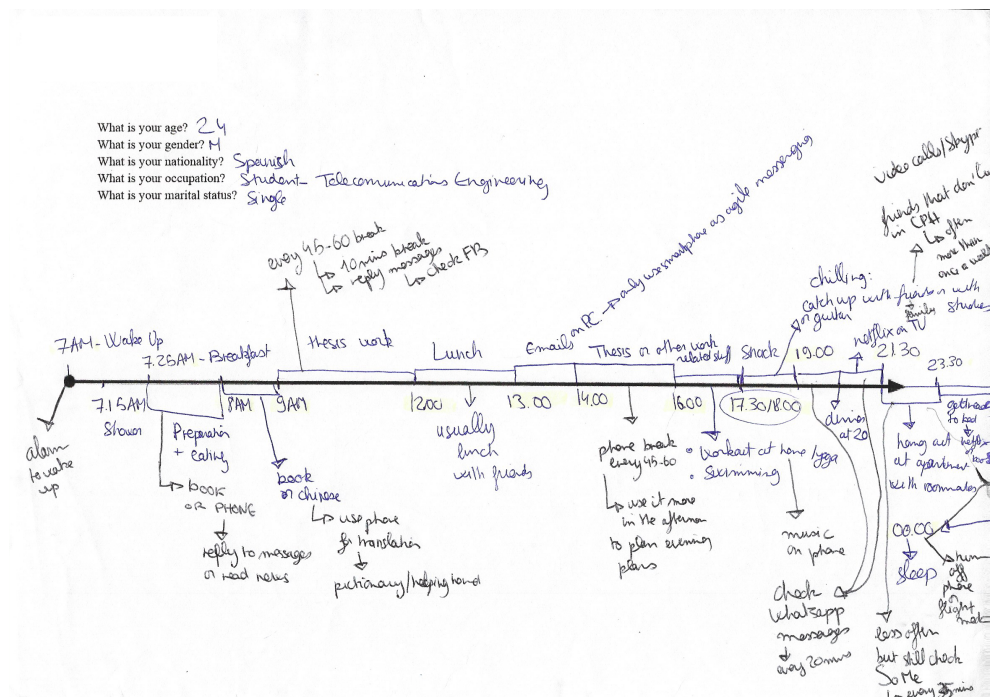 What is your age? 24
What is your gender? M
What is your nationality? Spanish
What is your occupation? Student - Telecommunications Engineering
What is your marital status? Single
every 45-60 break
↳ 10 mins break
↳ reply messages
↳ check FB
Emails on PC. → only use smartphone as agile messaging
video calls/Skype
friends that don't
in CPH
↳ often
more than
once a week
chilling:
catch up with friends or with
or guitar
family
studies
7AM - Wake Up
7.25AM - Breakfast
thesis work
Lunch
Thesis or other work
related stuff
Snack
19.00
netflix on TV
21.30
23.30
7.15AM
Shower
8AM
9AM
12.00
13.00
14.00
16.00
17.30/18.00
alarm
to wake
up
Preparation
+ eating
book
OR PHONE
reply to messages
or read news
book
or chinese
↳ use phone
for translation
pictionary/helping hand
usually
lunch
with friends
phone break
every 45-60
↳ use it more
in the afternoon
to plan evening
plans
• Workout at home/yoga
• Swimming
music
on phone
dinner
at 20
check
whatsapp
messages
every 20 mins
hang out
at apartment
with roommates
get ready
to bed
netflix
or book
00.00
sleep
turn
off
phone
or
flight
mode
less often
but still check
SoMe